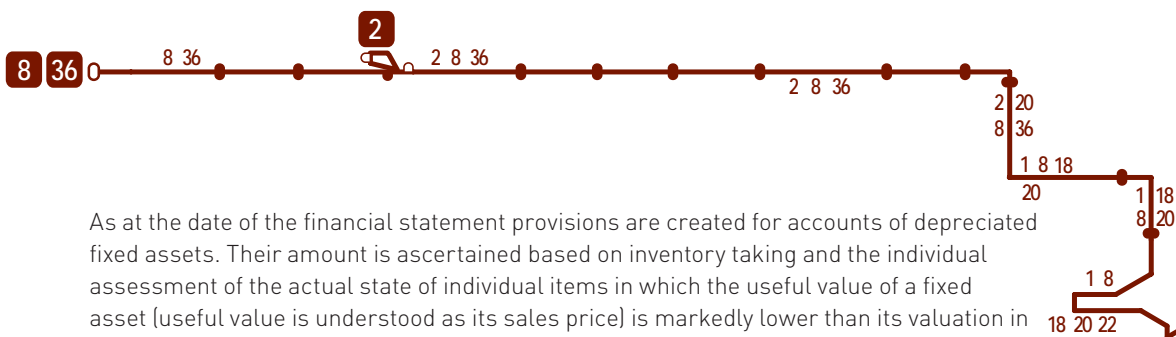 2
8 36 8 36 2 8 36
2 8 36
2 20
8 36
1 8 18
20
1 18
8 20
As at the date of the financial statement provisions are created for accounts of depreciated
fixed assets. Their amount is ascertained based on inventory taking and the individual
assessment of the actual state of individual items in which the useful value of a fixed
asset (useful value is understood as its sales price) is markedly lower than its valuation in
1 8
18 20 22